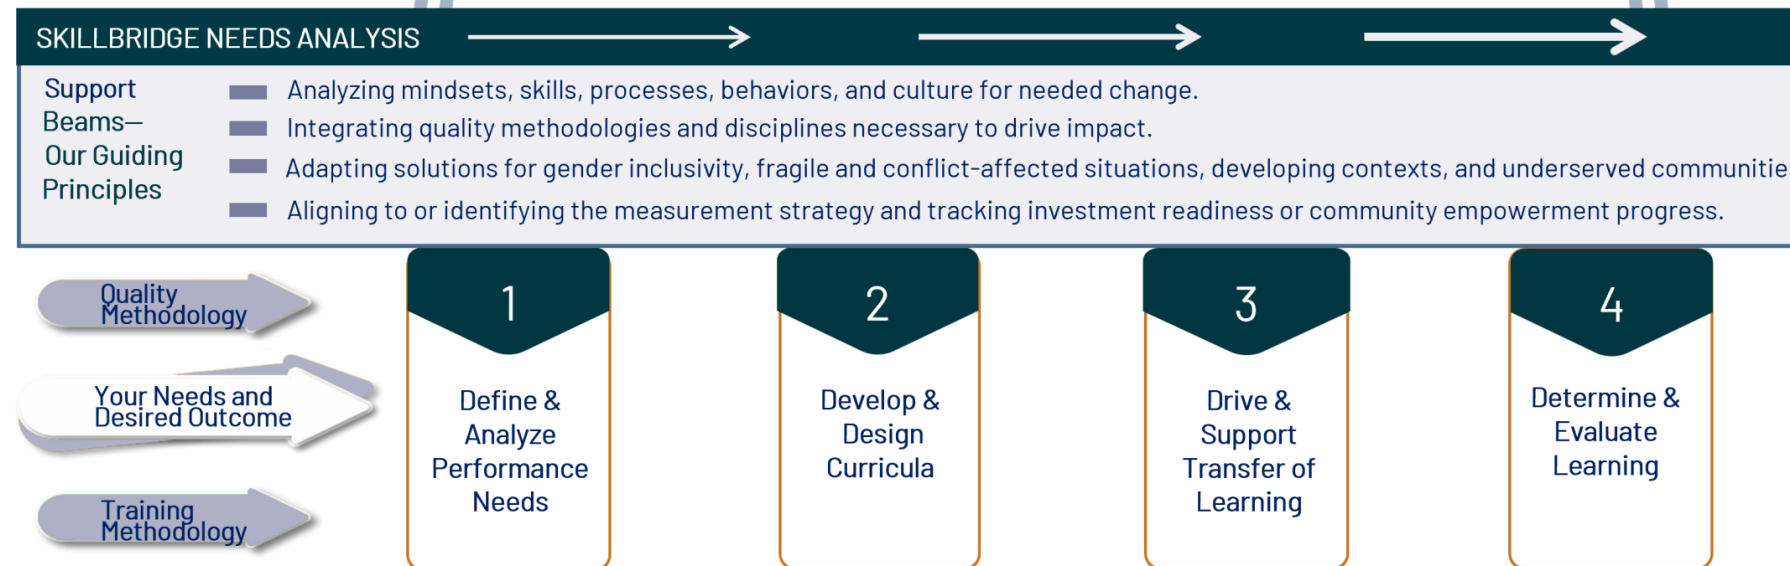 SKILLBRIDGE NEEDS ANALYSIS
Support
Beams—
Our Guiding
Principles
Analyzing mindsets, skills, processes, behaviors, and culture for needed change.
Integrating quality methodologies and disciplines necessary to drive impact.
Adapting solutions for gender inclusivity, fragile and conflict-affected situations, developing contexts, and underserved communitie
Aligning to or identifying the measurement strategy and tracking investment readiness or community empowerment progress.
Quality
Methodology
Your Needs and
Desired Outcome
Training
Methodology
1
Define &
Analyze
Performance
Needs
2
Develop &
Design
Curricula
3
Drive &
Support
Transfer of
Learning
4
Determine &
Evaluate
Learning